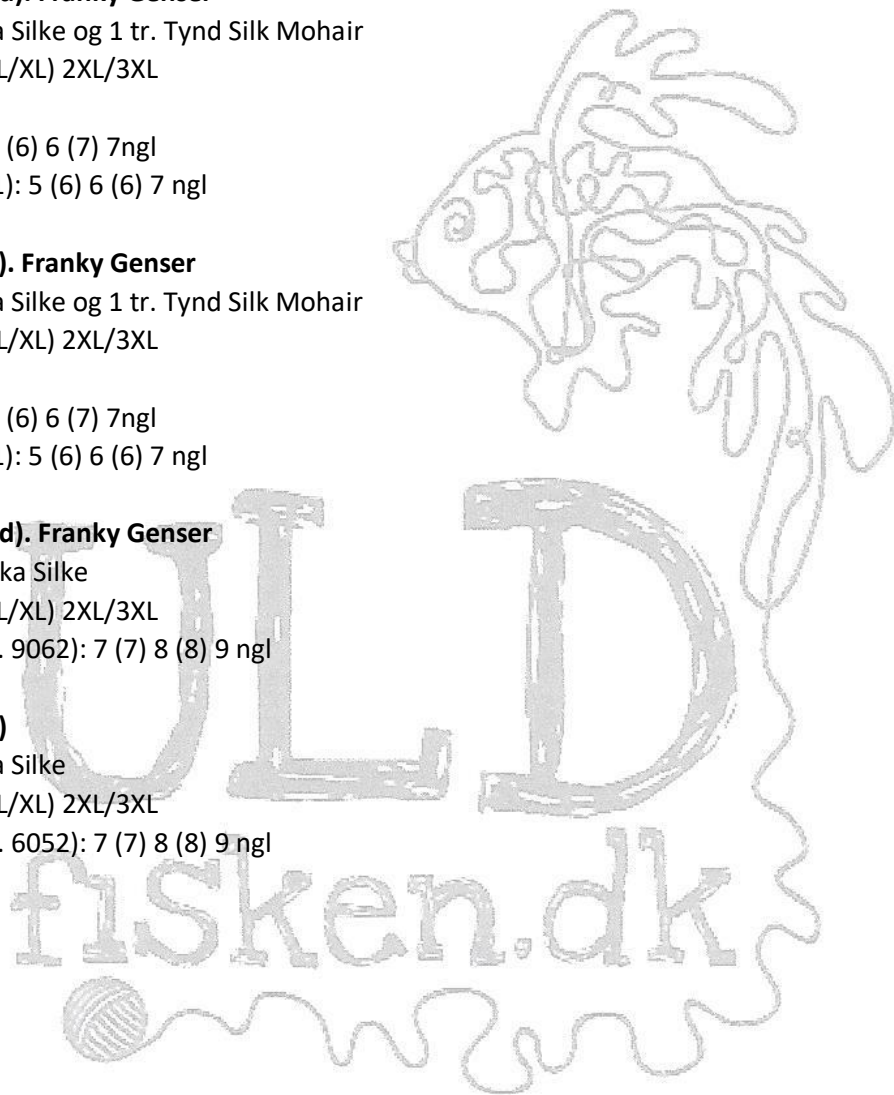 Franky Genser
Silke og 1 tr. Tynd Silk Mohair
L/XL) 2XL/3XL
(6) 6 (7) 7ngl
): 5 (6) 6 (6) 7 ngl
). Franky Genser
Silke og 1 tr. Tynd Silk Mohair
L/XL) 2XL/3XL
(6) 6 (7) 7ngl
): 5 (6) 6 (6) 7 ngl
d). Franky Genser
ka Silke
L/XL) 2XL/3XL
. 9062): 7 (7) 8 (8) 9 ngl
)
a Silke
L/XL) 2XL/3XL
. 6052): 7 (7) 8 (8) 9 ngl
ULD
fisken.dk